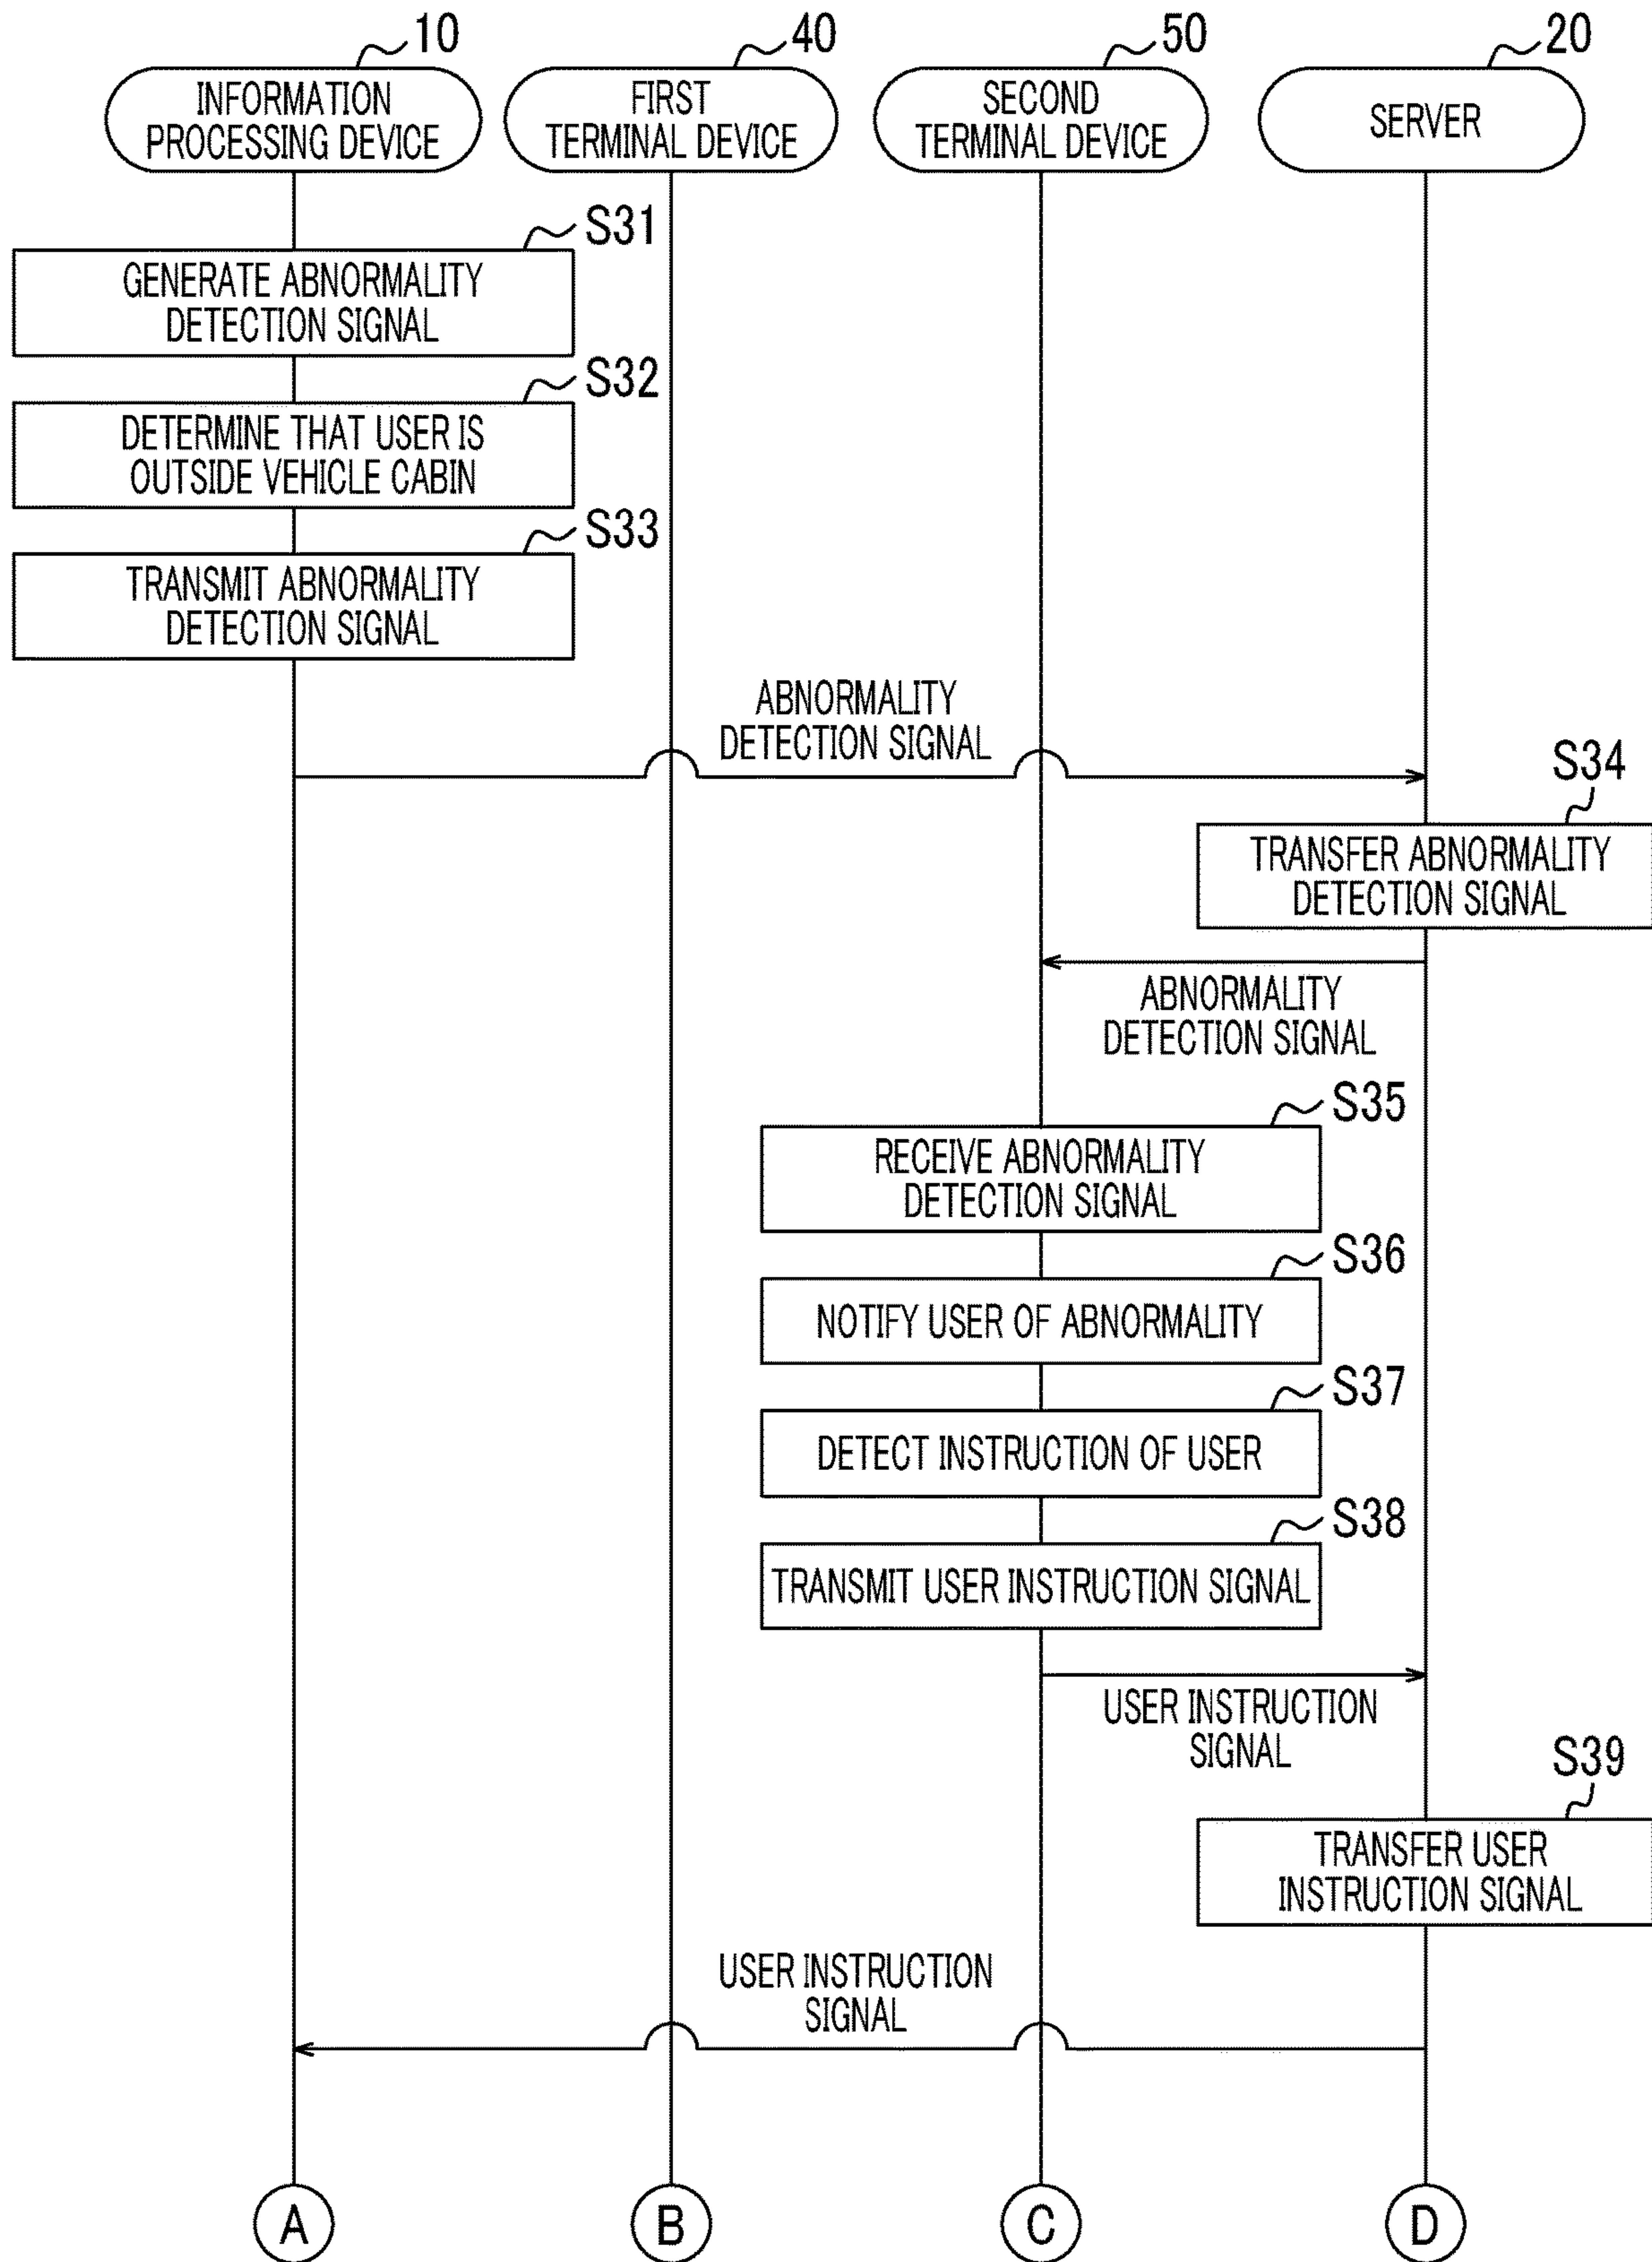 10
40
50
20
INFORMATION
PROCESSING DEVICE
FIRST
TERMINAL DEVICE
SECOND
TERMINAL DEVICE
SERVER
S31
GENERATE ABNORMALITY
DETECTION SIGNAL
S32
DETERMINE THAT USER IS
OUTSIDE VEHICLE CABIN
S33
TRANSMIT ABNORMALITY
DETECTION SIGNAL
ABNORMALITY
DETECTION SIGNAL
S34
TRANSFER ABNORMALITY
DETECTION SIGNAL
ABNORMALITY
DETECTION SIGNAL
S35
RECEIVE ABNORMALITY
DETECTION SIGNAL
S36
NOTIFY USER OF ABNORMALITY
S37
DETECT INSTRUCTION OF USER
S38
TRANSMIT USER INSTRUCTION SIGNAL
USER INSTRUCTION
SIGNAL
S39
TRANSFER USER
INSTRUCTION SIGNAL
USER INSTRUCTION
SIGNAL
A
B
C
D